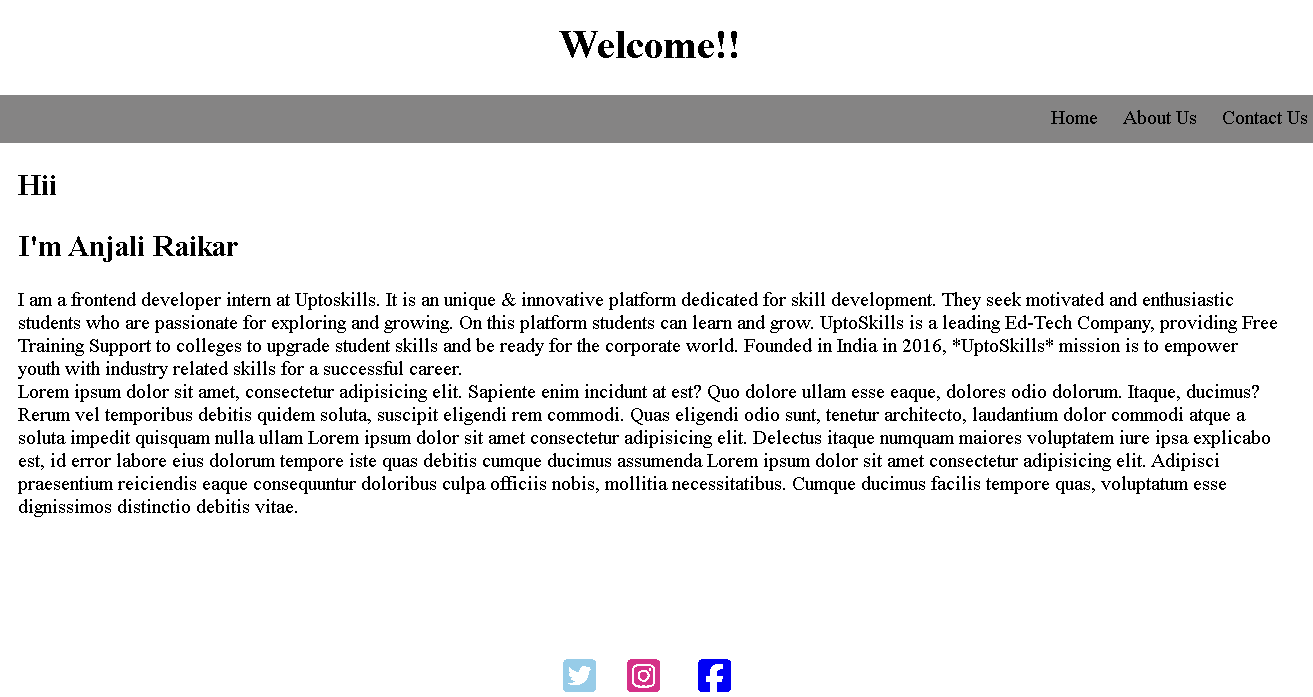 Welcome!!
Home About Us Contact Us
Hii
I'm Anjali Raikar
I am a frontend developer intern at Uptoskills. It is an unique & innovative platform dedicated for skill development. They seek motivated and enthusiastic
students who are passionate for exploring and growing. On this platform students can learn and grow. UptoSkills is a leading Ed-Tech Company, providing Free
Training Support to colleges to upgrade student skills and be ready for the corporate world. Founded in India in 2016, *UptoSkills* mission is to empower
youth with industry related skills for a successful career.
Lorem ipsum dolor sit amet, consectetur adipisicing elit. Sapiente enim incidunt at est? Quo dolore ullam esse eaque, dolores odio dolorum. Itaque, ducimus?
Rerum vel temporibus debitis quidem soluta, suscipit eligendi rem commodi. Quas eligendi odio sunt, tenetur architecto, laudantium dolor commodi atque a
soluta impedit quisquam nulla ullam Lorem ipsum dolor sit amet consectetur adipisicing elit. Delectus itaque numquam maiores voluptatem iure ipsa explicabo
est, id error labore eius dolorum tempore iste quas debitis cumque ducimus assumenda Lorem ipsum dolor sit amet consectetur adipisicing elit. Adipisci
praesentium reiciendis eaque consequuntur doloribus culpa officiis nobis, mollitia necessitatibus. Cumque ducimus facilis tempore quas, voluptatum esse
dignissimos distinctio debitis vitae.